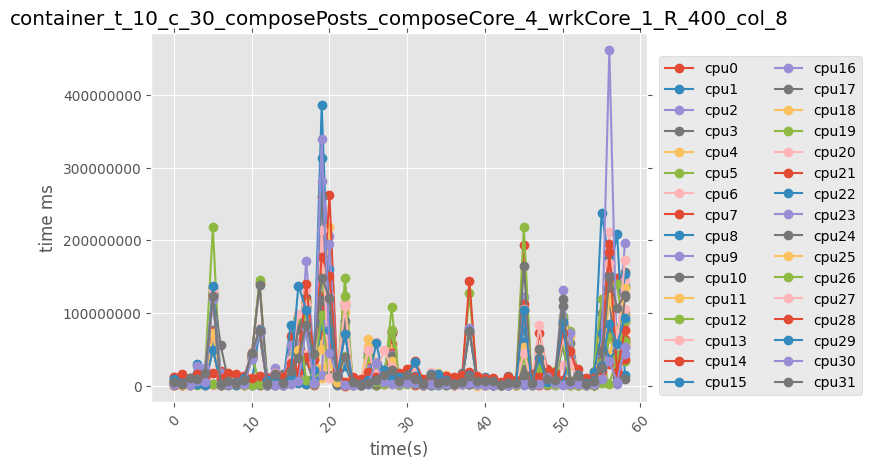 container_t_10_c_30_composePosts_composeCore_4_wrkCore_1_R_400_col_8
time ms
400000000
300000000
200000000
100000000
0
0
10
20
30
40
50
60
time(s)
cpu0
cpu1
cpu2
cpu3
cpu4
cpu5
cpu6
cpu7
cpu8
cpu9
cpu10
cpu11
cpu12
cpu13
cpu14
cpu15
cpu16
cpu17
cpu18
cpu19
cpu20
cpu21
cpu22
cpu23
cpu24
cpu25
cpu26
cpu27
cpu28
cpu29
cpu30
cpu31